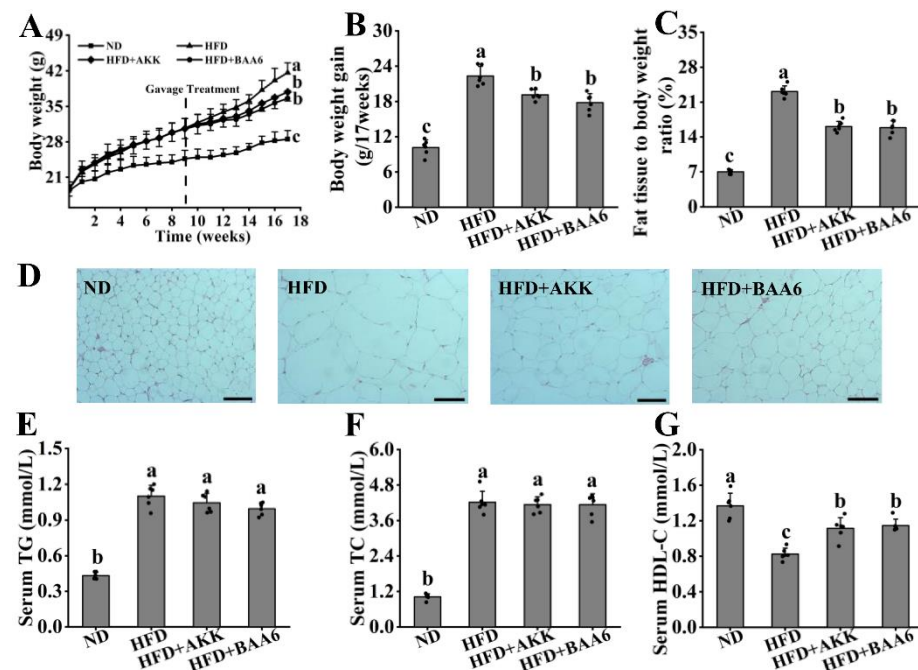 A
Body weight (g)
49
42
35
28
21
ND
HFD
HFD+AKK
HFD+BAA6
Gavage Treatment
a
b
b
c
2 4 6 8 10 12 14 16 18
Time (weeks)
B
Body weight gain
(g/17weeks)
24
18
12
6
0
c
a
b
b
ND
HFD
HFD+AKK
HFD+BAA6
C
Fat tissue to body weight
ratio (%)
35
28
21
14
7
0
c
a
b
b
ND
HFD
HFD+AKK
HFD+BAA6
D
ND
HFD
HFD+AKK
HFD+BAA6
E
Serum TG (mmol/L)
1.5
1.2
0.9
0.6
0.3
0.0
b
a
a
a
ND
HFD
HFD+AKK
HFD+BAA6
F
Serum TC (mmol/L)
6.0
4.8
3.6
2.4
1.2
0.0
b
a
a
a
ND
HFD
HFD+AKK
HFD+BAA6
G
Serum HDL-C (mmol/L)
2.0
1.6
1.2
0.8
0.4
0.0
a
c
b
b
ND
HFD
HFD+AKK
HFD+BAA6